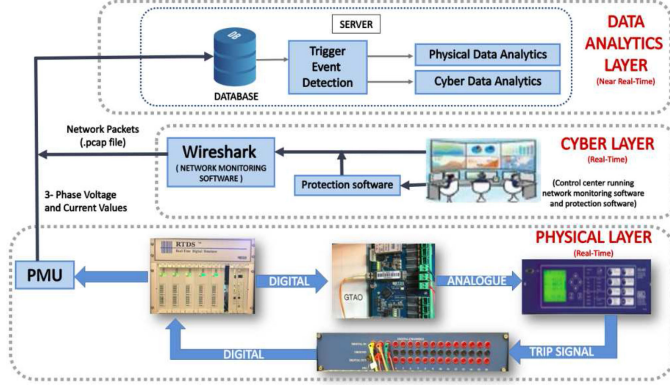 SERVER
DATA
ANALYTICS
LAYER
(Near Real-Time)
DB
DATABASE
Trigger
Event
Detection
Physical Data Analytics
Cyber Data Analytics
Network Packets
(.pcap file)
Wireshark
( NETWORK MONITORING
SOFTWARE )
Protection software
CYBER LAYER
(Real-Time)
(Control center running
network monitoring software
and protection software)
3- Phase Voltage
and Current Values
PHYSICAL LAYER
(Real-Time)
PMU
RTDS
DIGITAL
GTAO
ANALOGUE
DIGITAL
TRIP SIGNAL